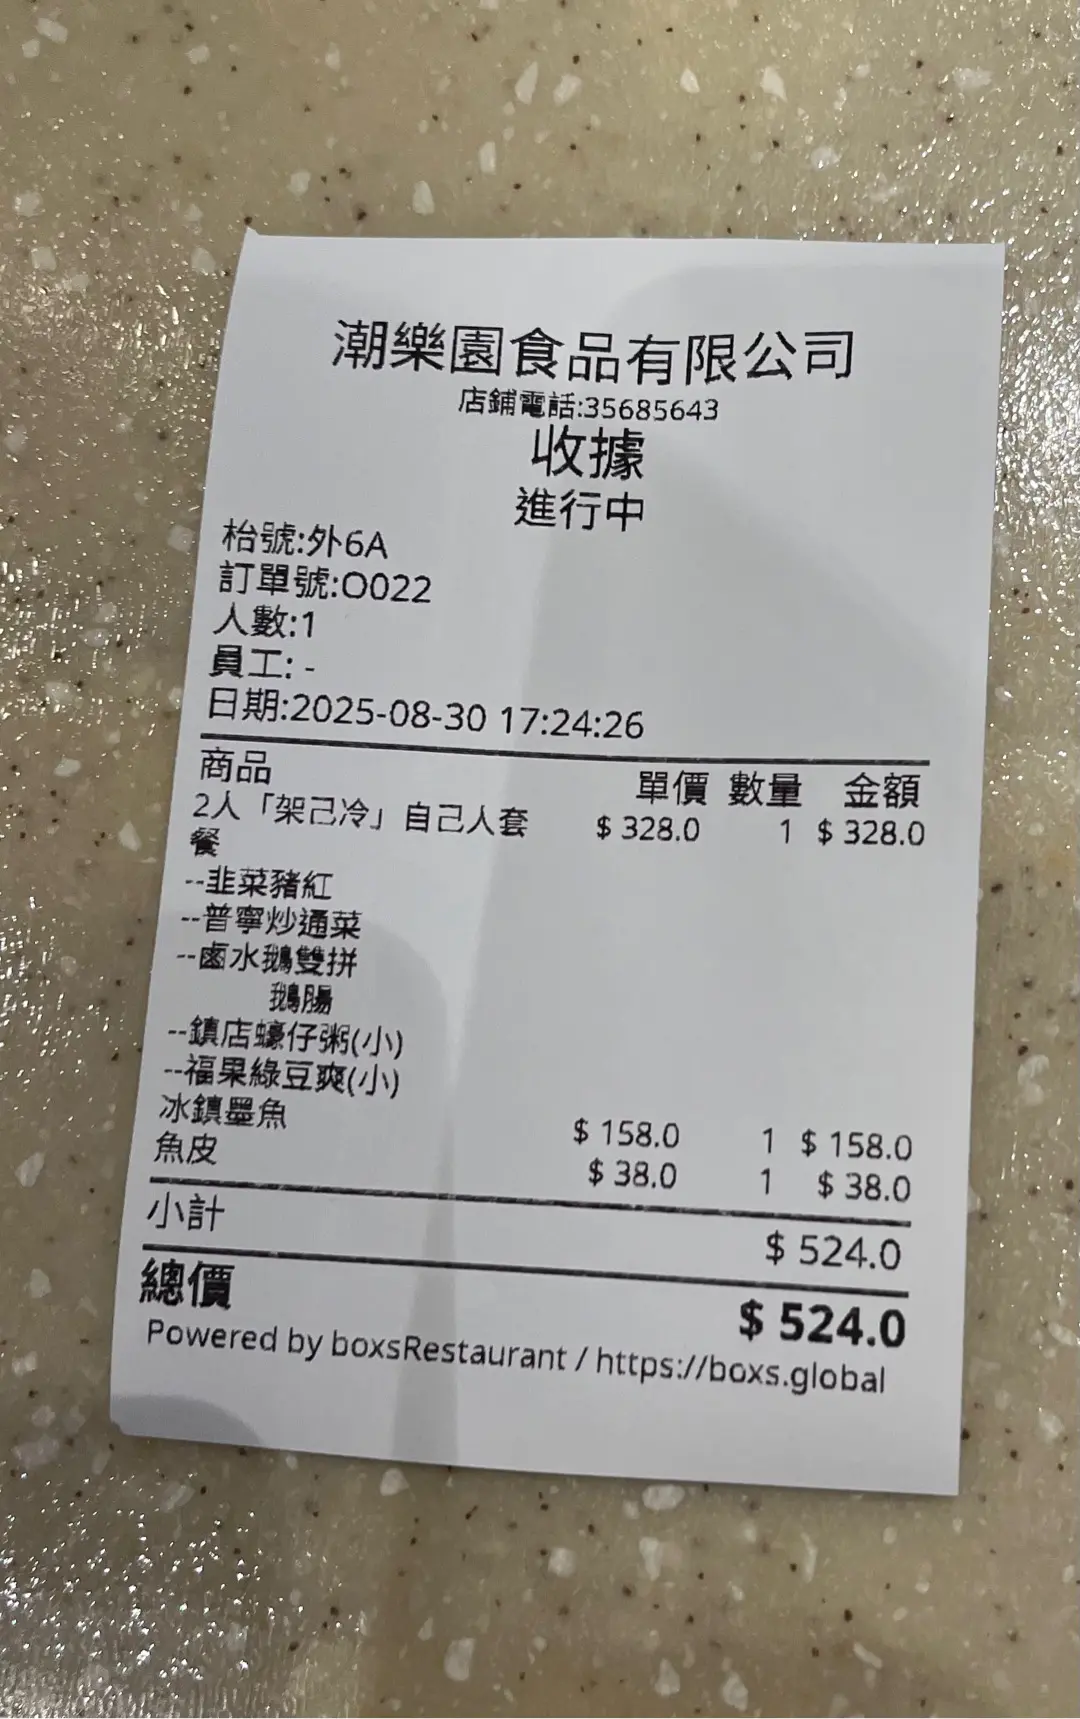 潮樂園食品有限公司
店鋪電話:35685643
收據
進行中
枱號:外6A
訂單號:O022
人數:1
員工: -
日期:2025-08-30 17:24:26
商品 單價 數量 金額
2人「架己冷」自己人套 $ 328.0 1 $ 328.0
餐
--韭菜豬紅
--普寧炒通菜
--鹵水鵝雙拼
鵝腸
--鎮店蠔仔粥(小)
--福果綠豆爽(小)
冰鎮墨魚 $ 158.0 1 $ 158.0
魚皮 $ 38.0 1 $ 38.0
小計 $ 524.0
總價 $ 524.0
Powered by boxsRestaurant / https://boxs.global